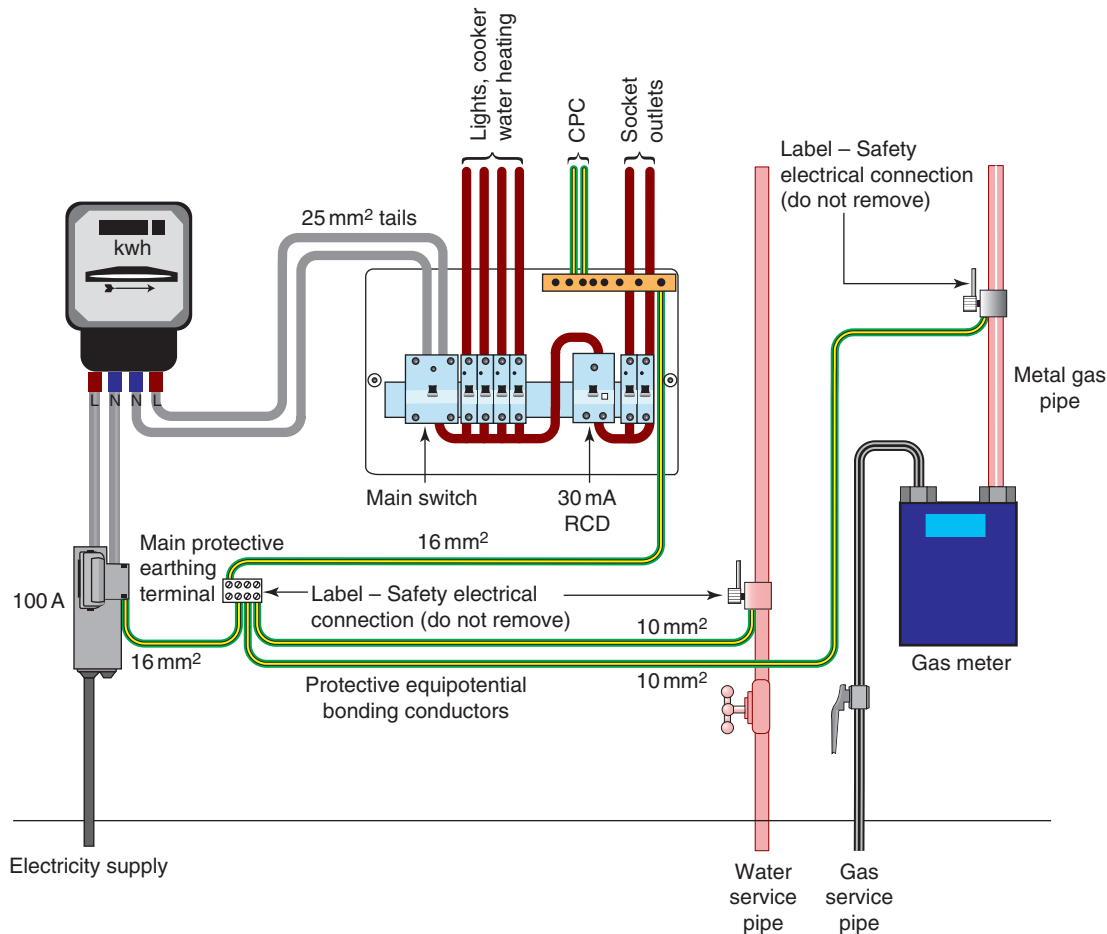 Lights, cooker
water heating
CPC
Socket
outlets
Label – Safety
electrical connection
(do not remove)
25 mm² tails
kwh
L
N
N
L
Metal gas
pipe
Main switch
30 mA
RCD
16 mm²
Main protective
earthing
terminal
100 A
Label – Safety electrical
connection (do not remove)
10 mm²
16 mm²
10 mm²
Gas meter
Protective equipotential
bonding conductors
Electricity supply
Water
service
pipe
Gas
service
pipe